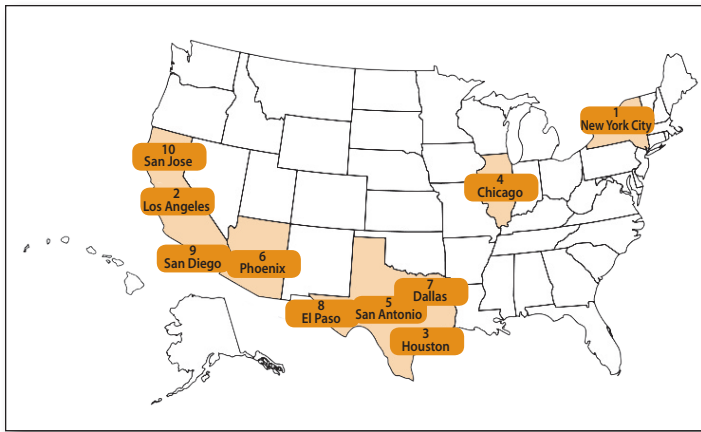 1
New York City
10
San Jose
4
Chicago
2
Los Angeles
9
San Diego
6
Phoenix
7
Dallas
8
El Paso
5
San Antonio
3
Houston